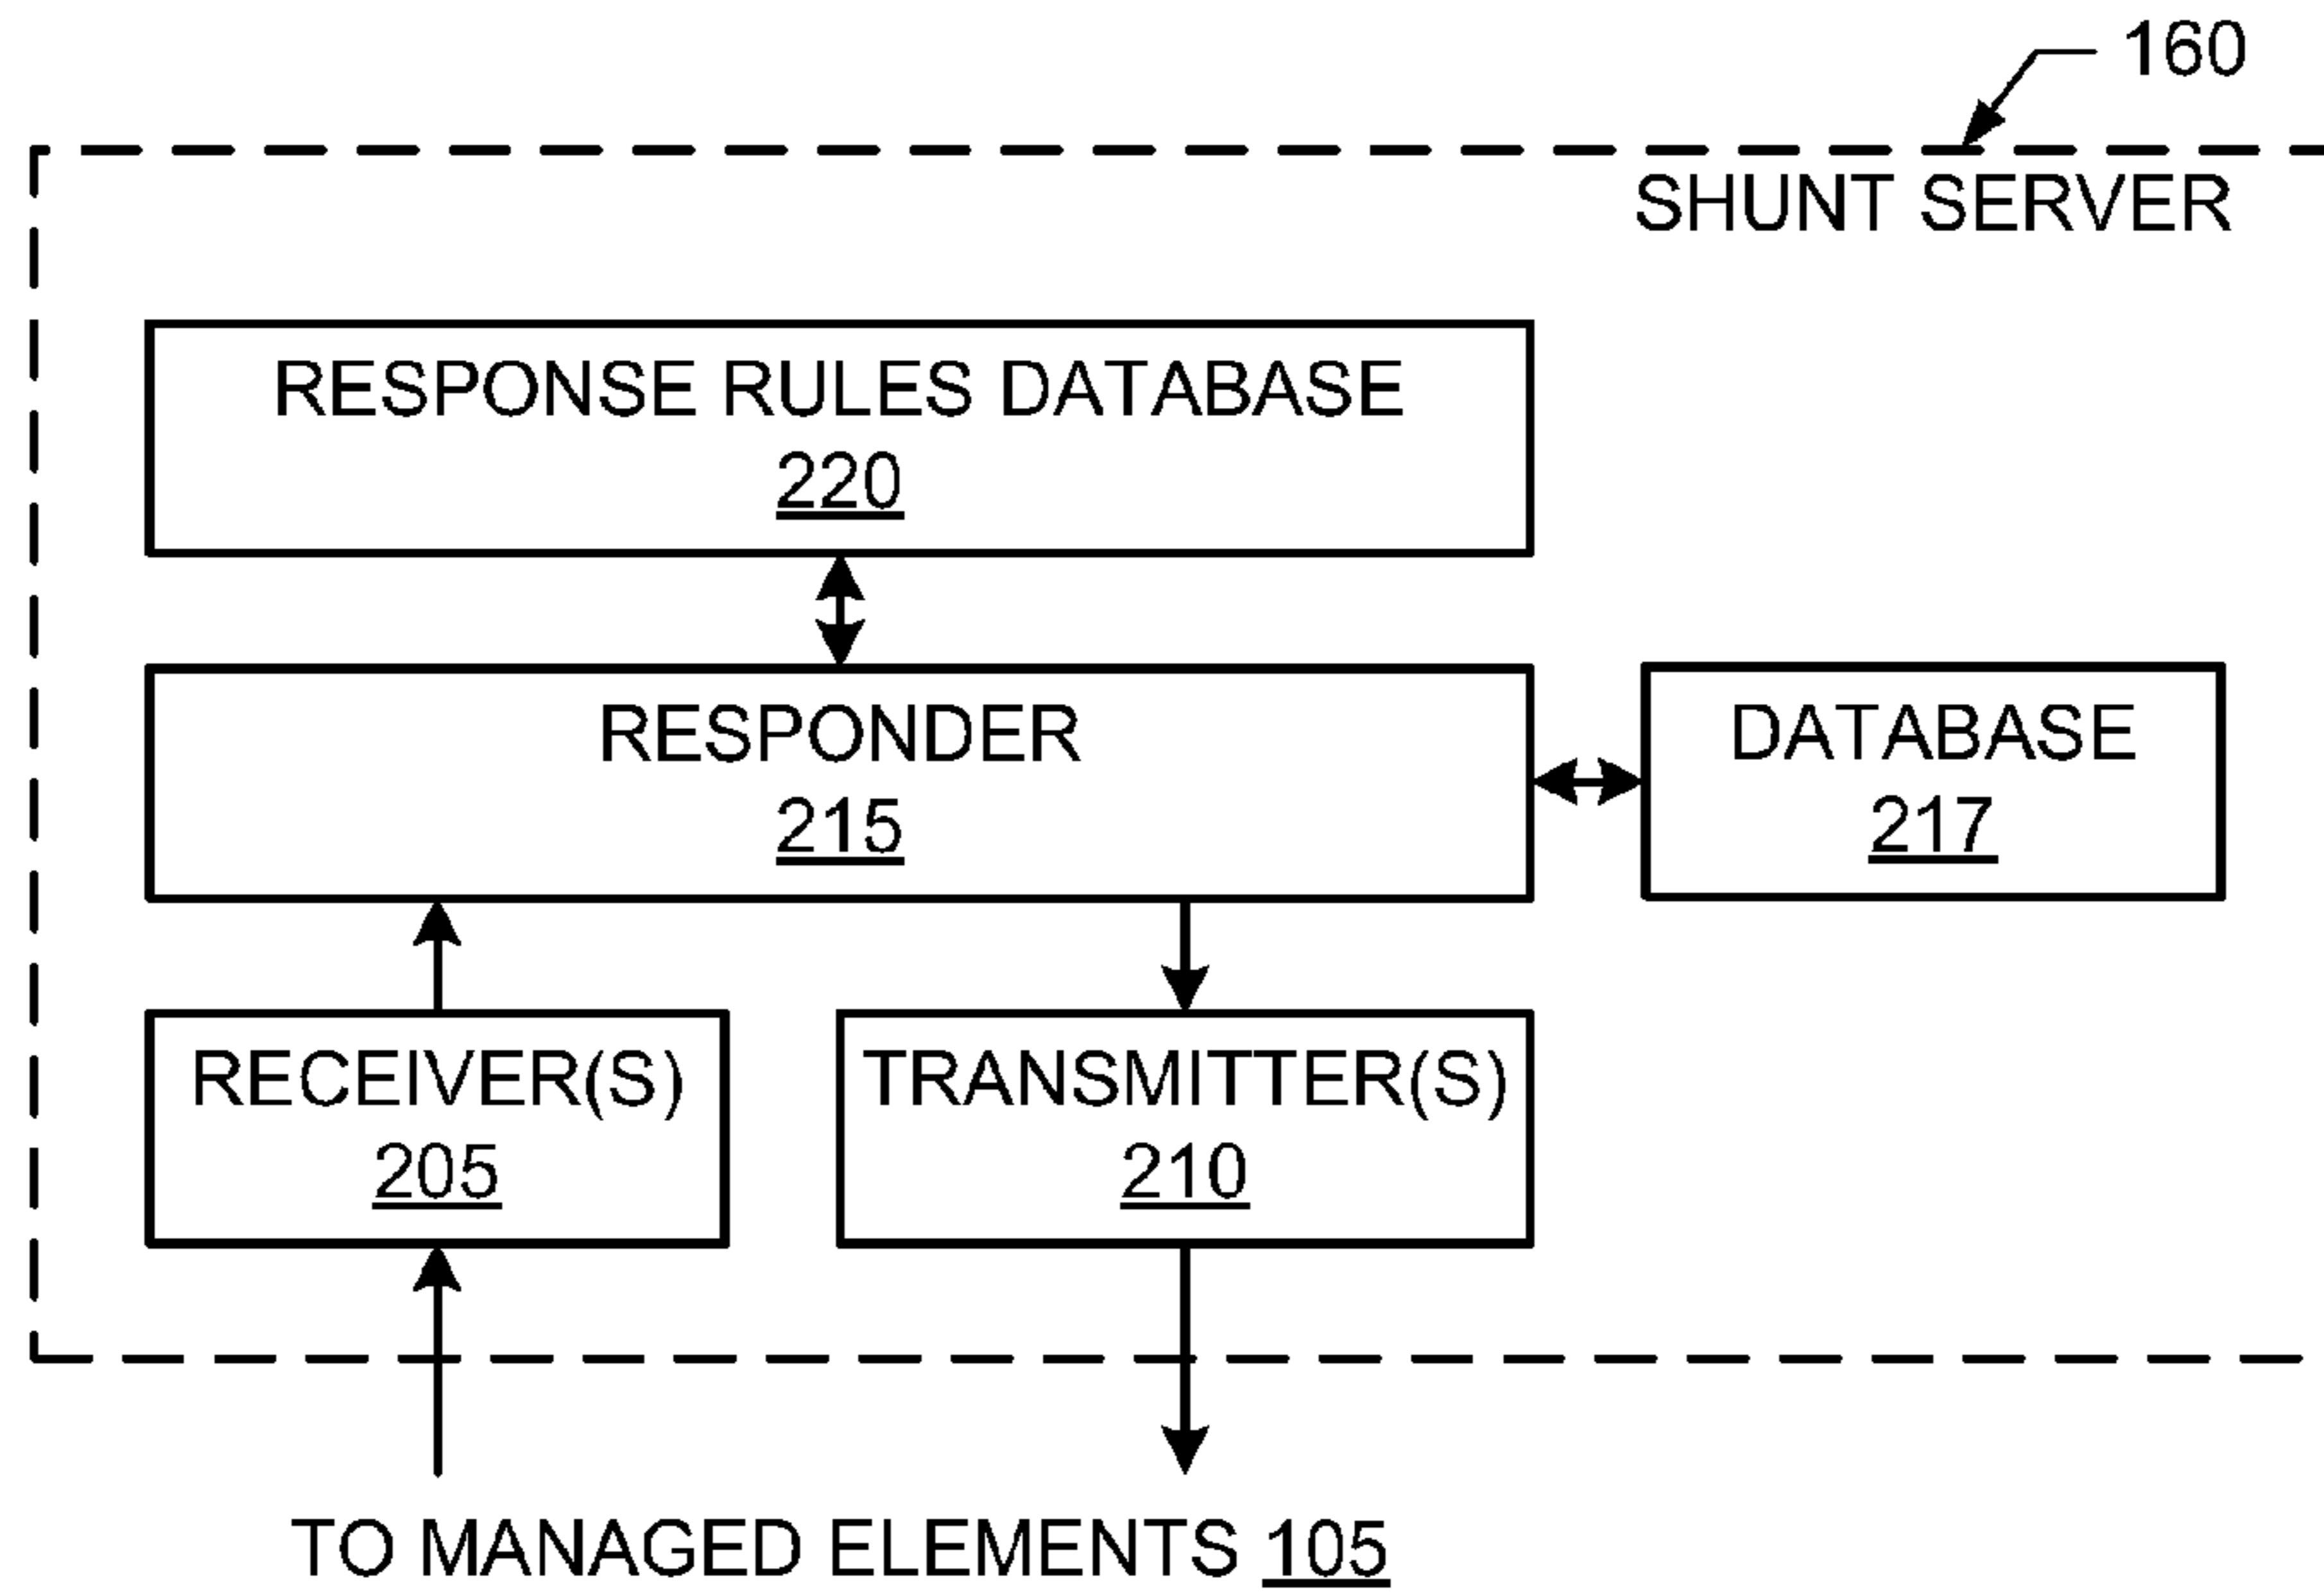 160
SHUNT SERVER
RESPONSE RULES DATABASE
220
RESPONDER
215
DATABASE
217
RECEIVER(S)
205
TRANSMITTER(S)
210
TO MANAGED ELEMENTS 105